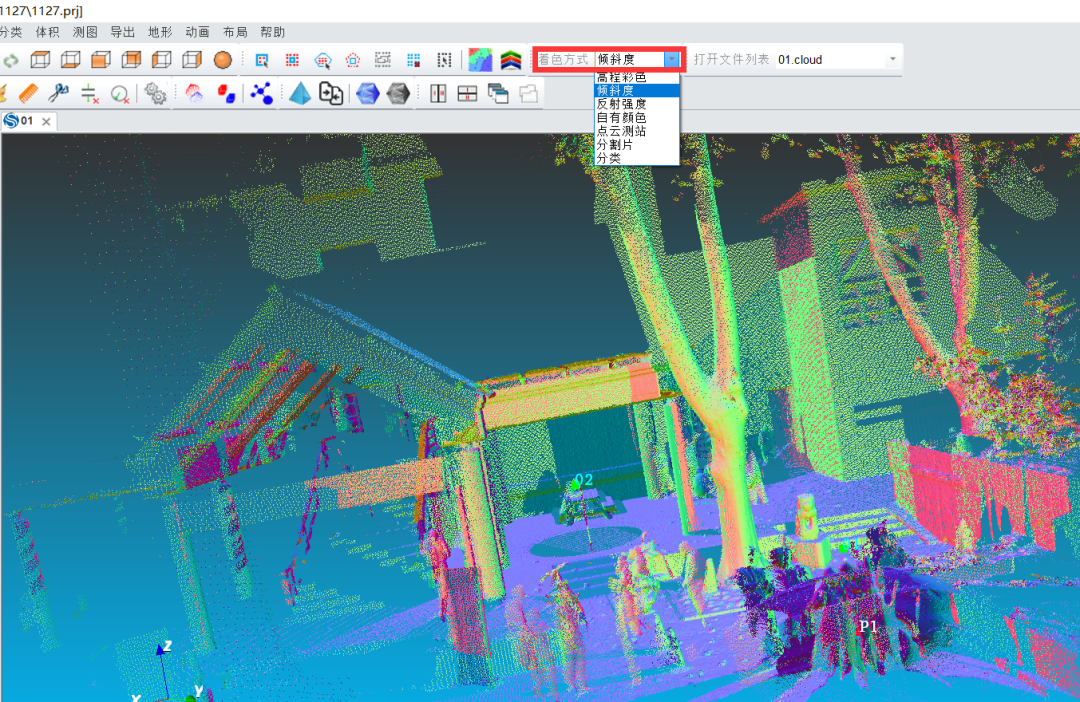 1127\1127.prj]
分类 体积 测图 导出 地形 动画 布局 帮助
着色方式 倾斜度 打开文件列表 01.cloud
高程彩色
倾斜度
反射强度
自有颜色
点云测站
分割片
分类
01
02
P1
z
y
x